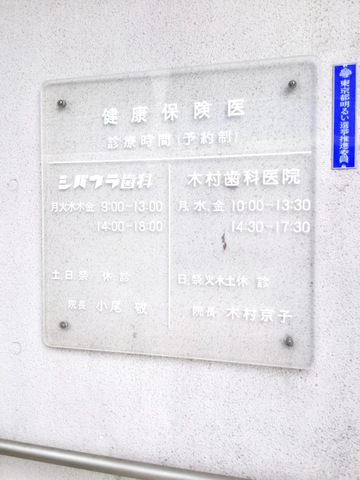 健康保険医
診療時間(予約制)
シバブラ歯科
月火水木金 9:00-13:00
14:00-18:00
土、日、祭 休診
院長 小尾 敬
木村歯科医院
月、水、金 10:00-13:30
14:30-17:30
日、祭、火木土休診
院長 木村京子
東京都明るい選挙推進委員